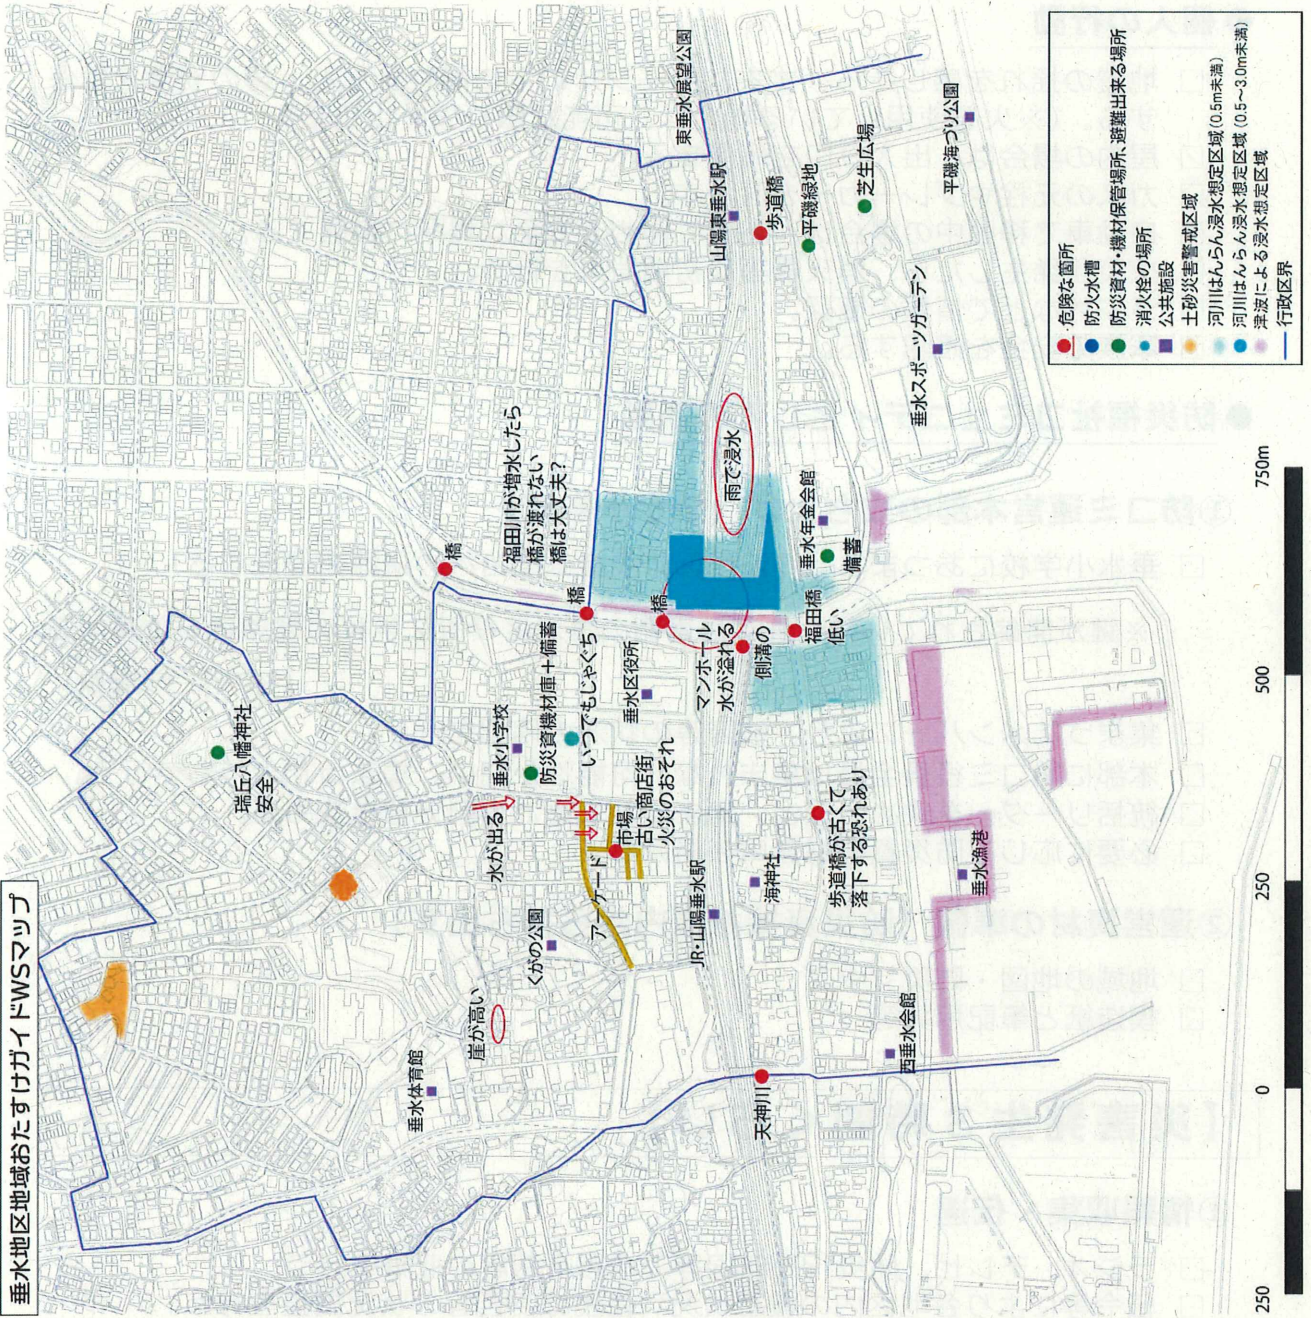 垂水地区地域おたすけガイドWSマップ
瑞丘八幡神社
安全
垂水体育館
崖が高い
くがの公園
水が出る
垂水小学校
防災資機材庫＋備蓄
いつでもじゃぐち
アーケード
市場
古い商店街
火災のおそれ
垂水区役所
橋
福田川が増水したら
橋が渡れない
橋は大丈夫？
橋
橋
マンホール
水が溢れる
側溝の
雨で浸水
福田橋
低い
垂水年金会館
備蓄
JR・山陽垂水駅
海神社
歩道橋が古くて
落下する恐れあり
天神川
西垂水会館
垂水漁港
東垂水展望公園
山陽東垂水駅
歩道橋
平磯緑地
芝生広場
平磯海づり公園
垂水スポーツガーデン
危険な箇所
防火水槽
防災資材・機材保管場所、避難出来る場所
消火栓の場所
公共施設
土砂災害警戒区域
河川はんらん浸水想定区域（0.5m未満）
河川はんらん浸水想定区域（0.5～3.0m未満）
津波による浸水想定区域
行政区界
250
0
250
500
750m